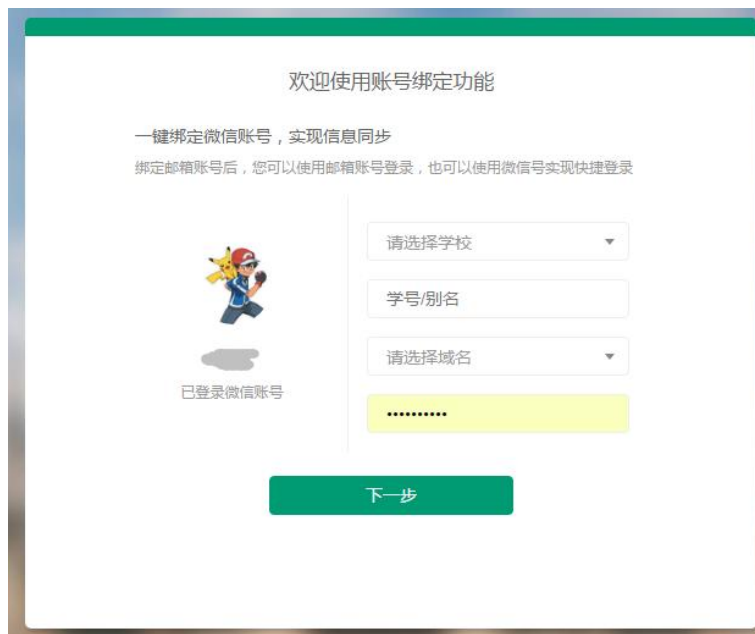 欢迎使用账号绑定功能
一键绑定微信账号，实现信息同步
绑定邮箱账号后，您可以使用邮箱账号登录，也可以使用微信号实现快捷登录
请选择学校
学号/别名
请选择域名
已登录微信账号
••••••••••
下一步